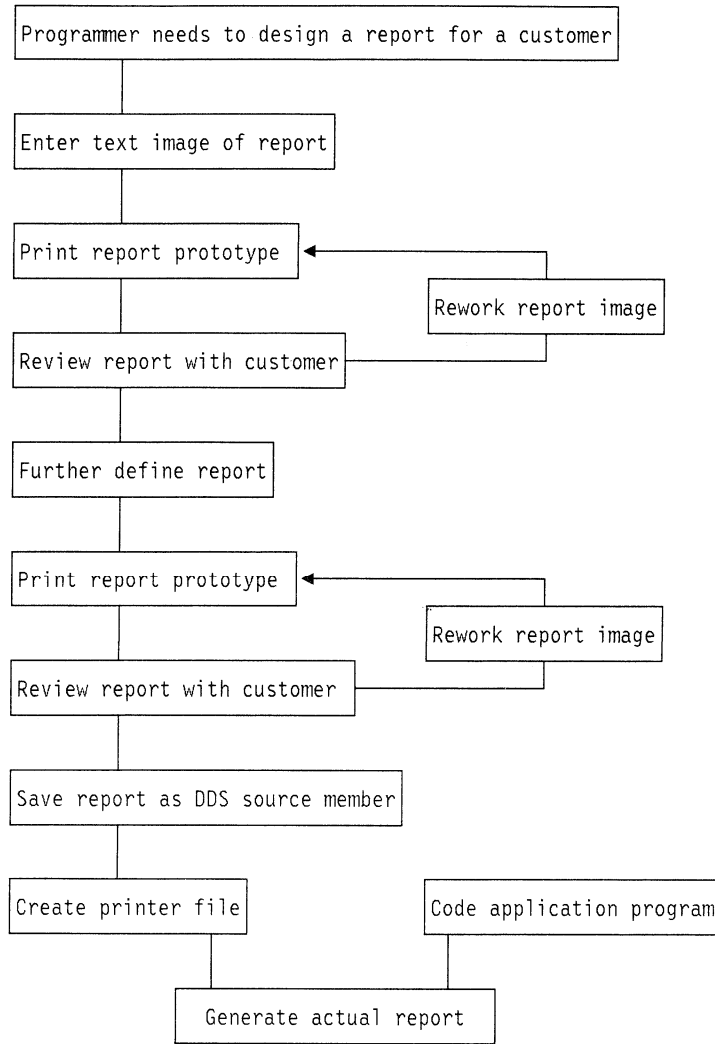 Programmer needs to design a report for a customer
Enter text image of report
Print report prototype
Rework report image
Review report with customer
Further define report
Print report prototype
Rework report image
Review report with customer
Save report as DDS source member
Create printer file
Code application program
Generate actual report